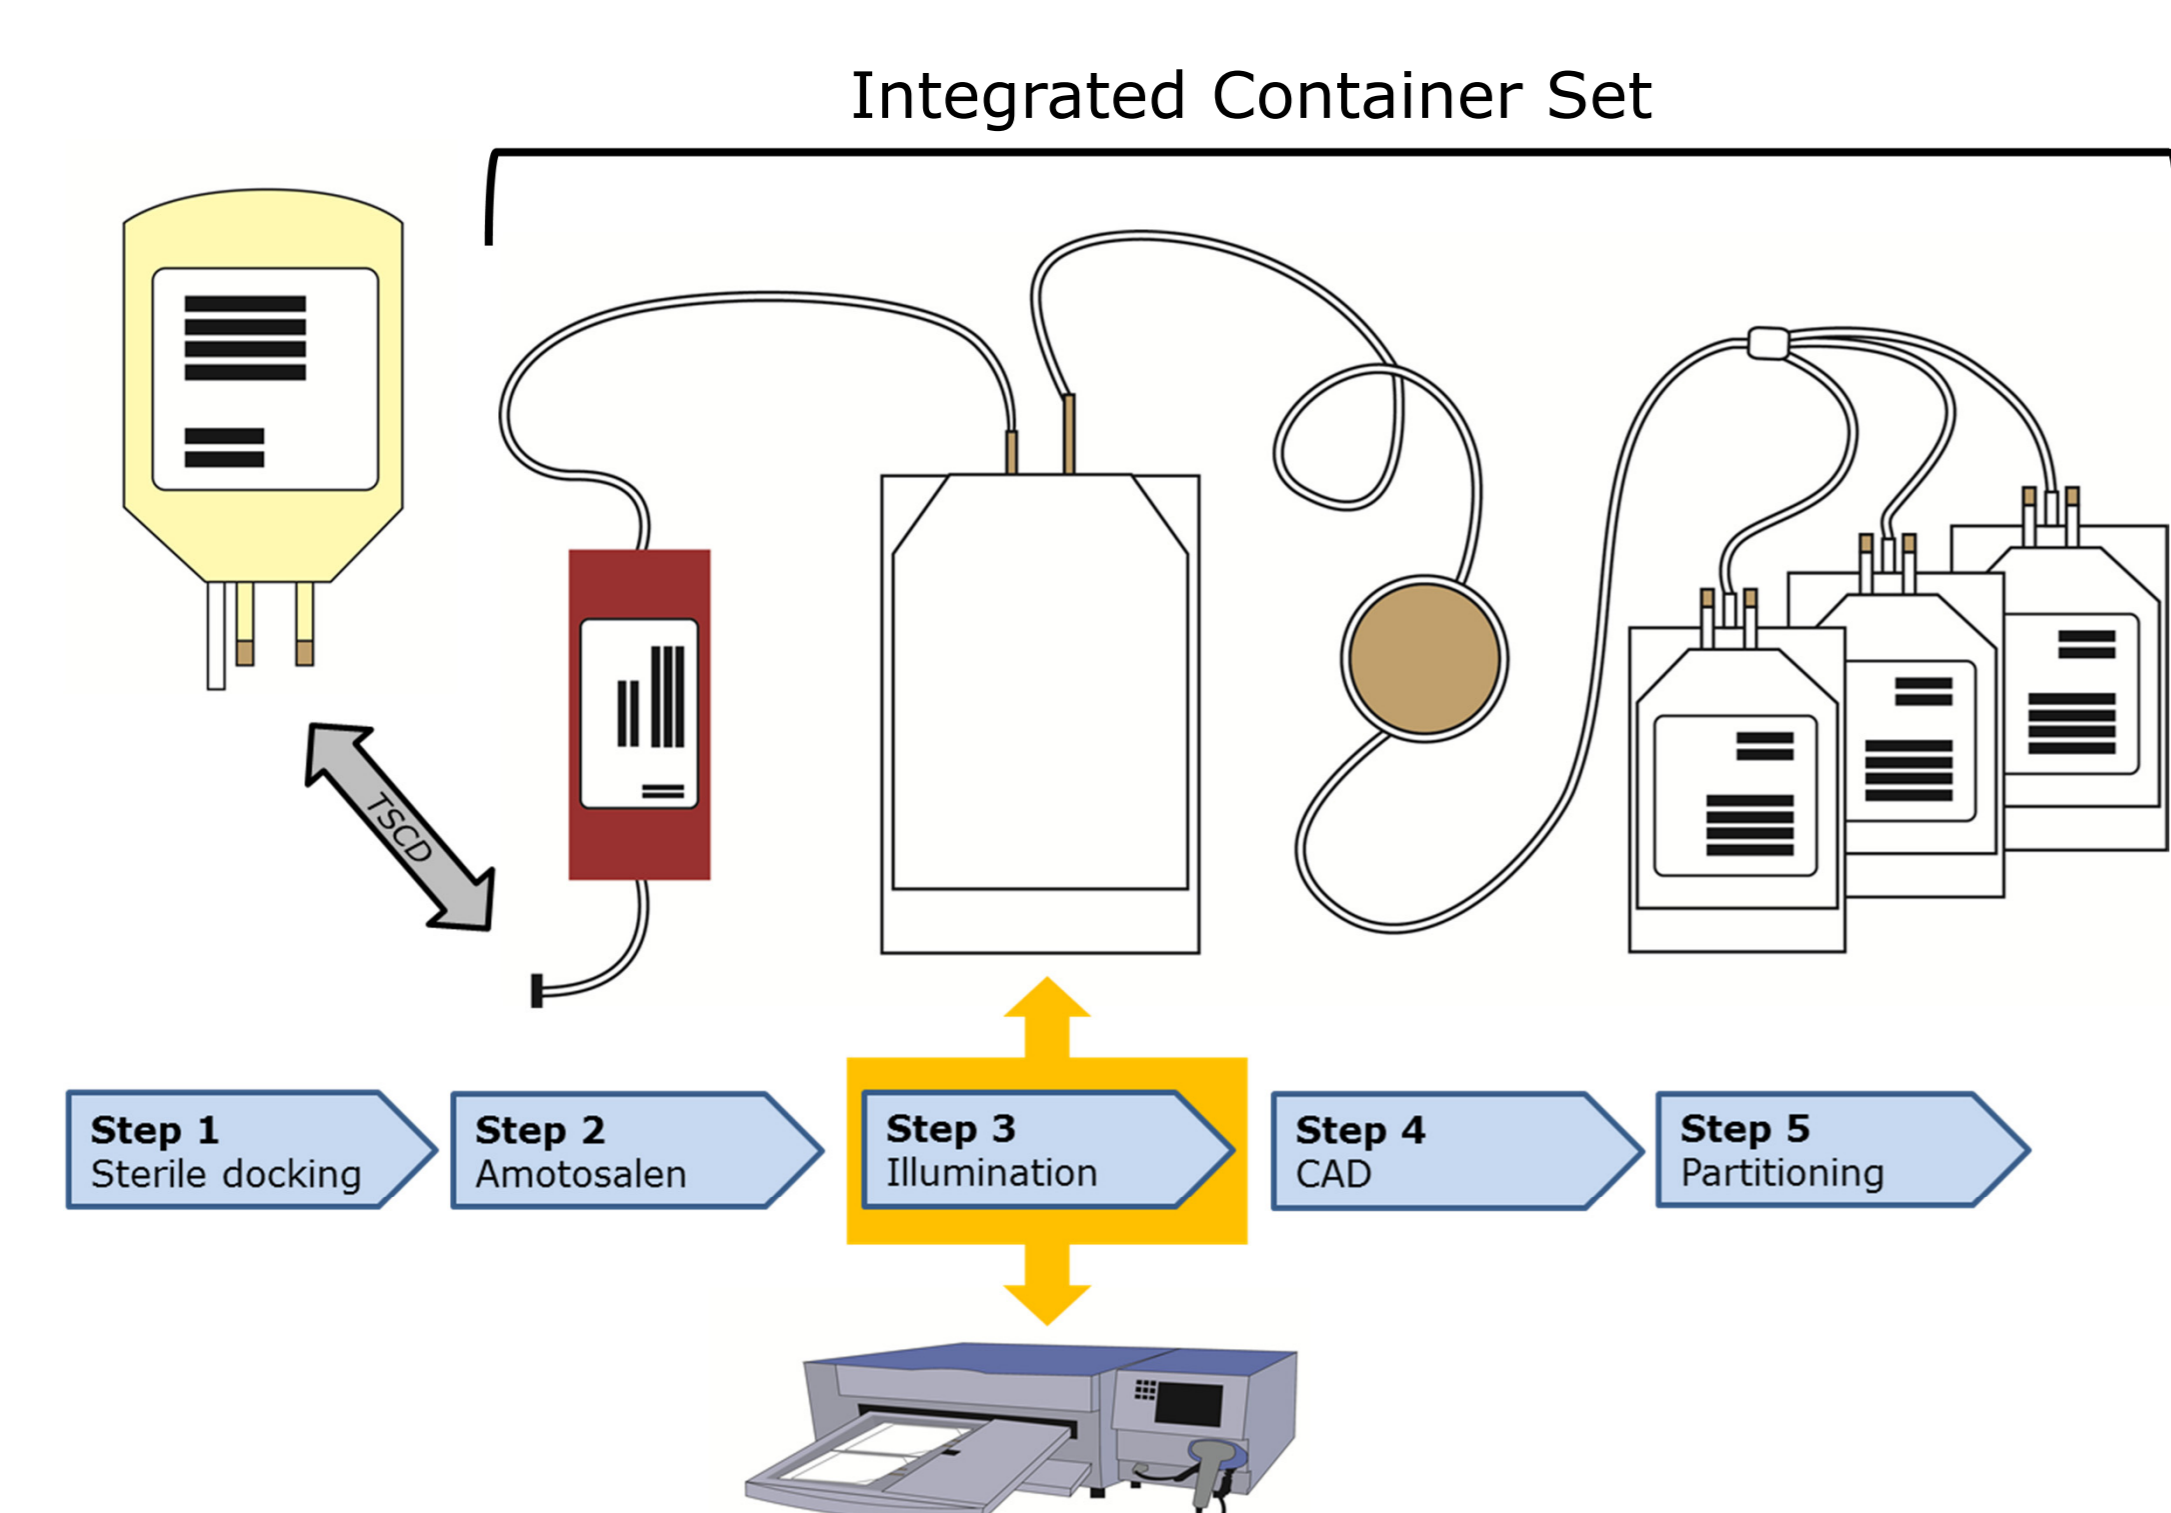 Integrated Container Set
TSCD
Step 1
Sterile docking
Step 2
Amotosalen
Step 3
Illumination
Step 4
CAD
Step 5
Partitioning